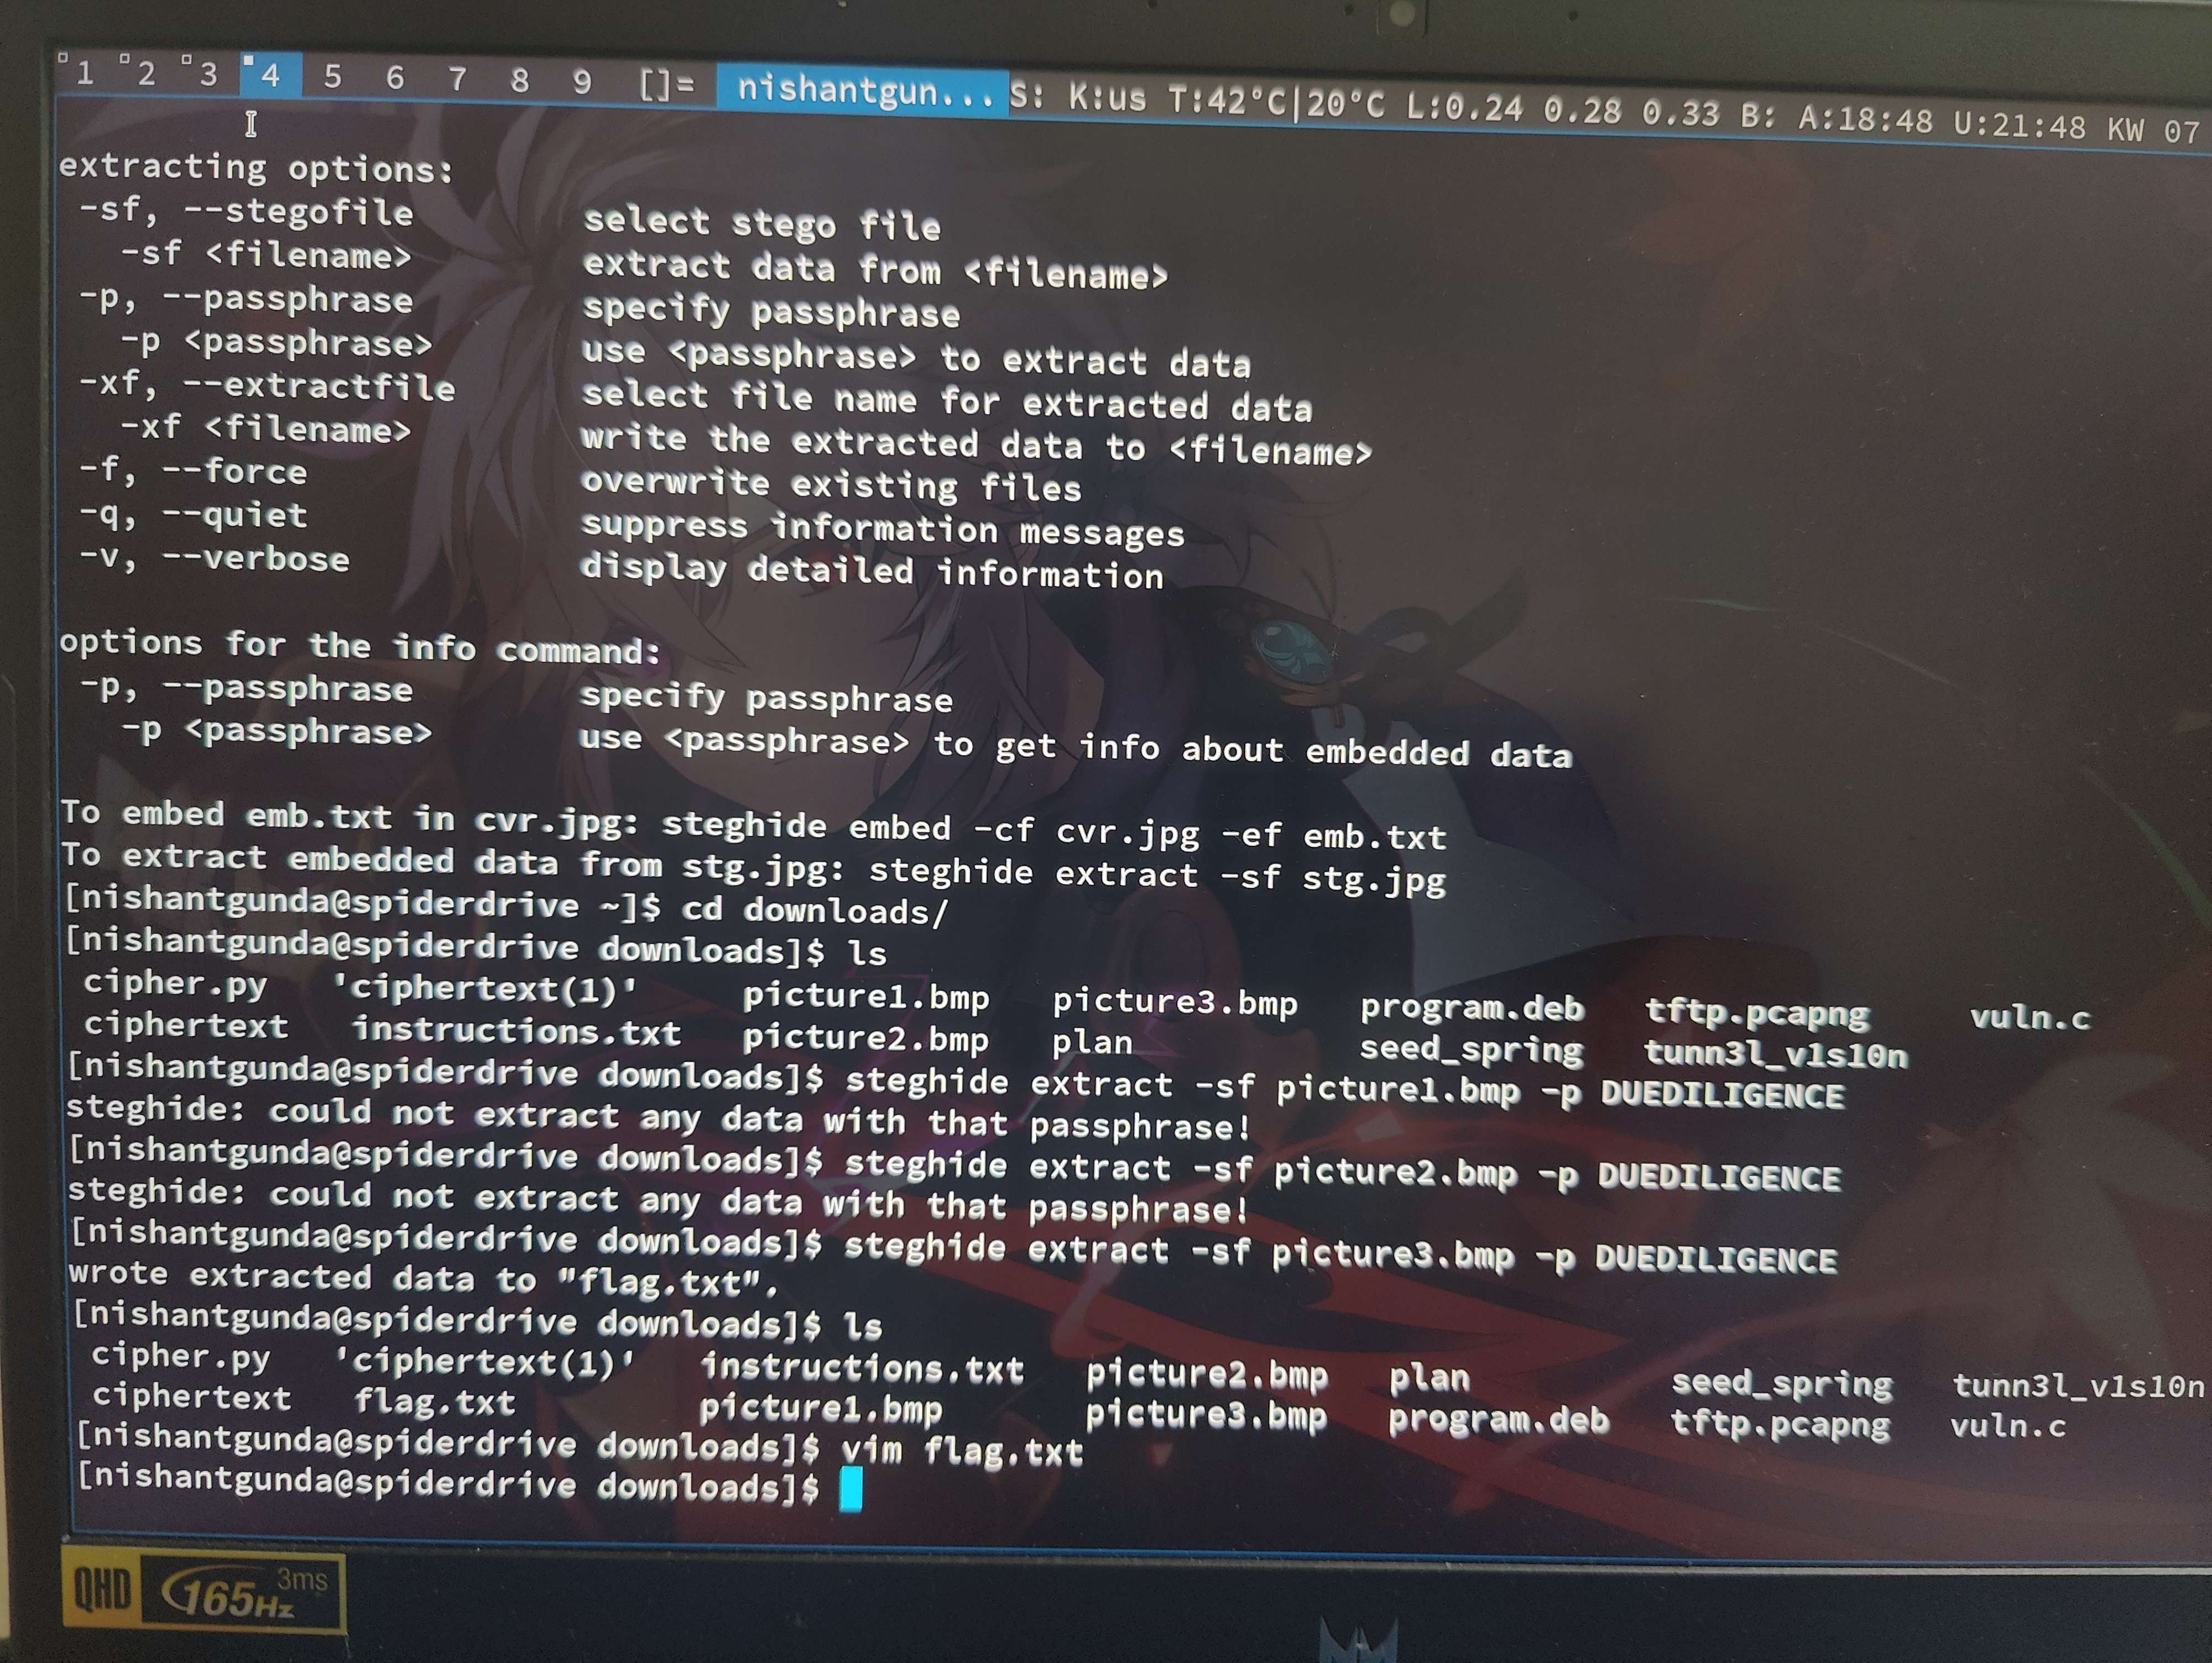 1 2 3 4 5 6 7 8 9 []= nishantgun... S: K:us T:42°C|20°C L:0.24 0.28 0.33 B: A:18:48 U:21:48 KW 07
extracting options:
-sf, --stegofile select stego file
-sf <filename> extract data from <filename>
-p, --passphrase specify passphrase
-p <passphrase> use <passphrase> to extract data
-xf, --extractfile select file name for extracted data
-xf <filename> write the extracted data to <filename>
-f, --force overwrite existing files
-q, --quiet suppress information messages
-v, --verbose display detailed information
options for the info command:
-p, --passphrase specify passphrase
-p <passphrase> use <passphrase> to get info about embedded data
To embed emb.txt in cvr.jpg: steghide embed -cf cvr.jpg -ef emb.txt
To extract embedded data from stg.jpg: steghide extract -sf stg.jpg
[nishantgunda@spiderdrive ~]$ cd downloads/
[nishantgunda@spiderdrive downloads]$ ls
cipher.py 'ciphertext(1)' picture1.bmp picture3.bmp program.deb tftp.pcapng vuln.c
ciphertext instructions.txt picture2.bmp plan seed_spring tunn3l_v1s10n
[nishantgunda@spiderdrive downloads]$ steghide extract -sf picture1.bmp -p DUEDILIGENCE
steghide: could not extract any data with that passphrase!
[nishantgunda@spiderdrive downloads]$ steghide extract -sf picture2.bmp -p DUEDILIGENCE
steghide: could not extract any data with that passphrase!
[nishantgunda@spiderdrive downloads]$ steghide extract -sf picture3.bmp -p DUEDILIGENCE
wrote extracted data to "flag.txt".
[nishantgunda@spiderdrive downloads]$ ls
cipher.py 'ciphertext(1)' instructions.txt picture2.bmp plan seed_spring tunn3l_v1s10n
ciphertext flag.txt picture1.bmp picture3.bmp program.deb tftp.pcapng vuln.c
[nishantgunda@spiderdrive downloads]$ vim flag.txt
[nishantgunda@spiderdrive downloads]$
QHD 165Hz 3ms